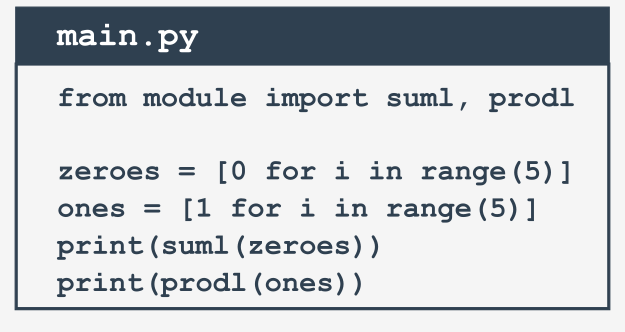 main.py
from module import suml, prodl
zeroes = [0 for i in range(5)]
ones = [1 for i in range(5)]
print(suml(zeroes))
print(prodl(ones))